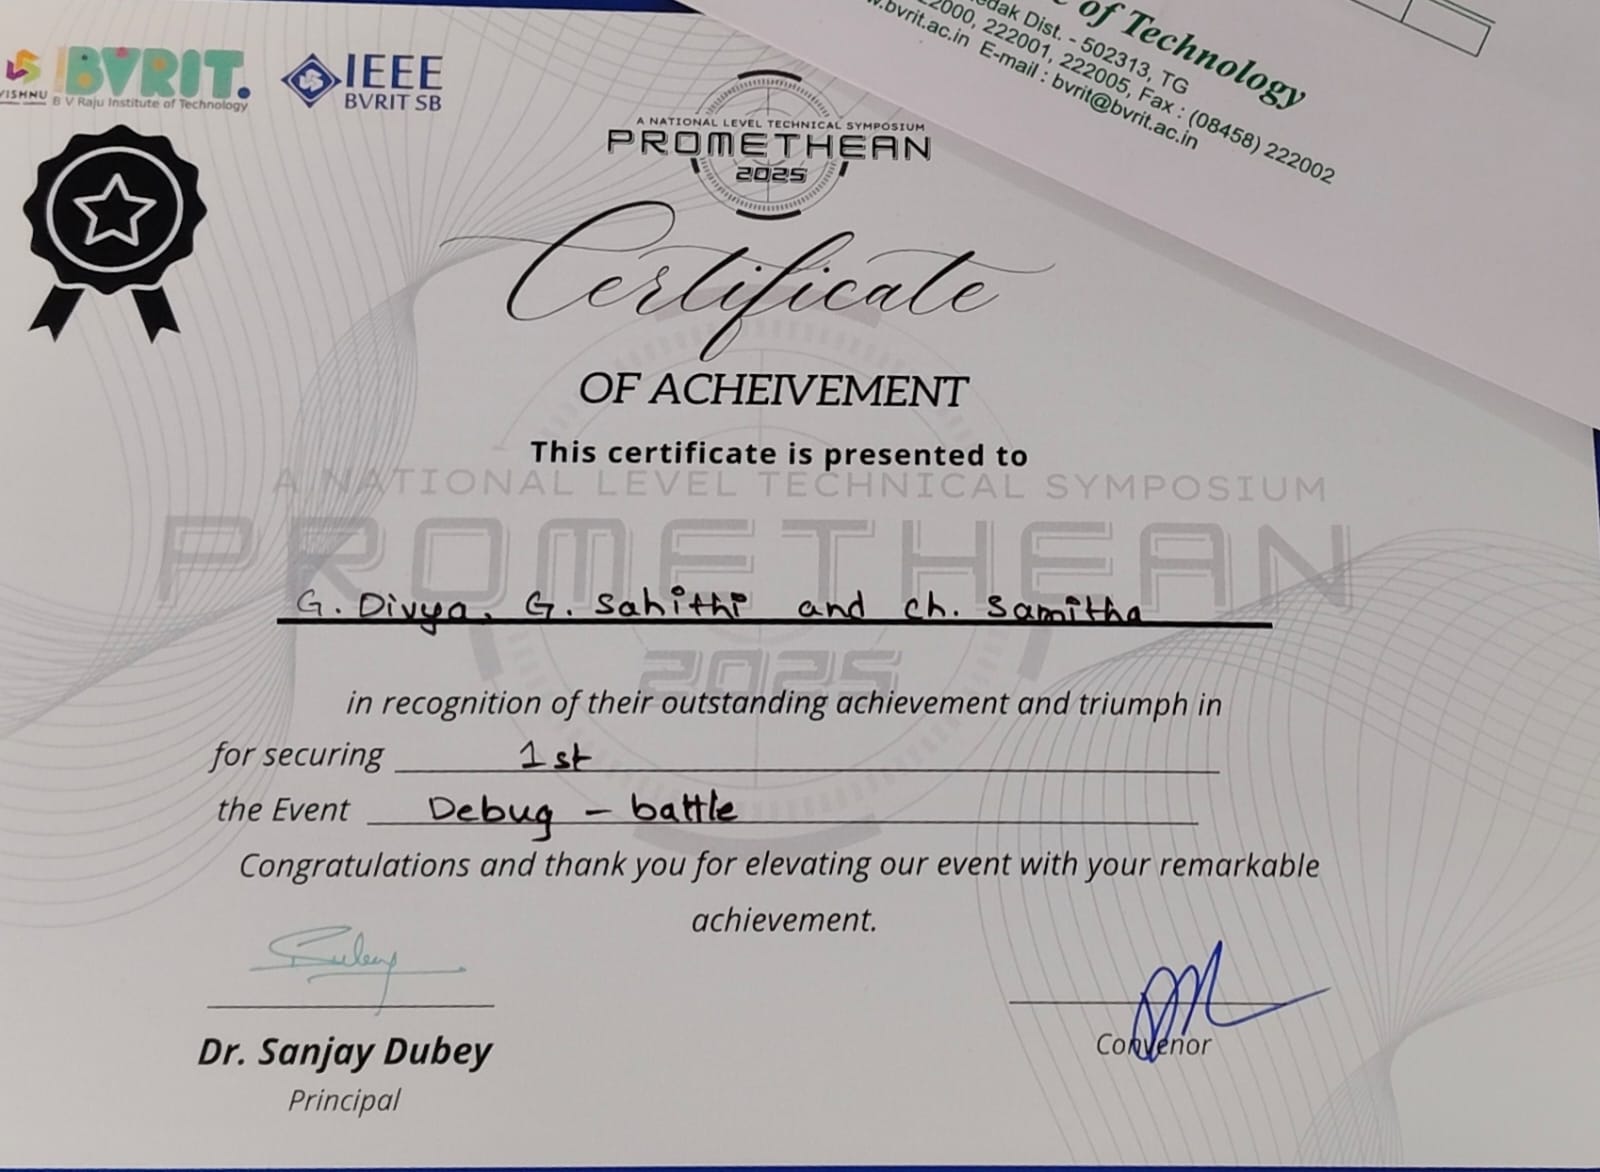 VISHNU
BVRIT.
B V Raju Institute of Technology
IEEE
BVRIT SB
of Technology
Dist. - 502313, TG
222001, 222005, Fax : (08458) 222002
.bvrit.ac.in E-mail : bvrit@bvrit.ac.in
A NATIONAL LEVEL TECHNICAL SYMPOSIUM
PROMETHEAN
2025
Certificate
OF ACHEIVEMENT
This certificate is presented to
A NATIONAL LEVEL TECHNICAL SYMPOSIUM
PROMETHEAN
G. Divya, G. Sahithi and Ch. Samitha
2025
in recognition of their outstanding achievement and triumph in
for securing 1st
the Event Debug - battle
Congratulations and thank you for elevating our event with your remarkable
achievement.
Dr. Sanjay Dubey
Principal
Convenor